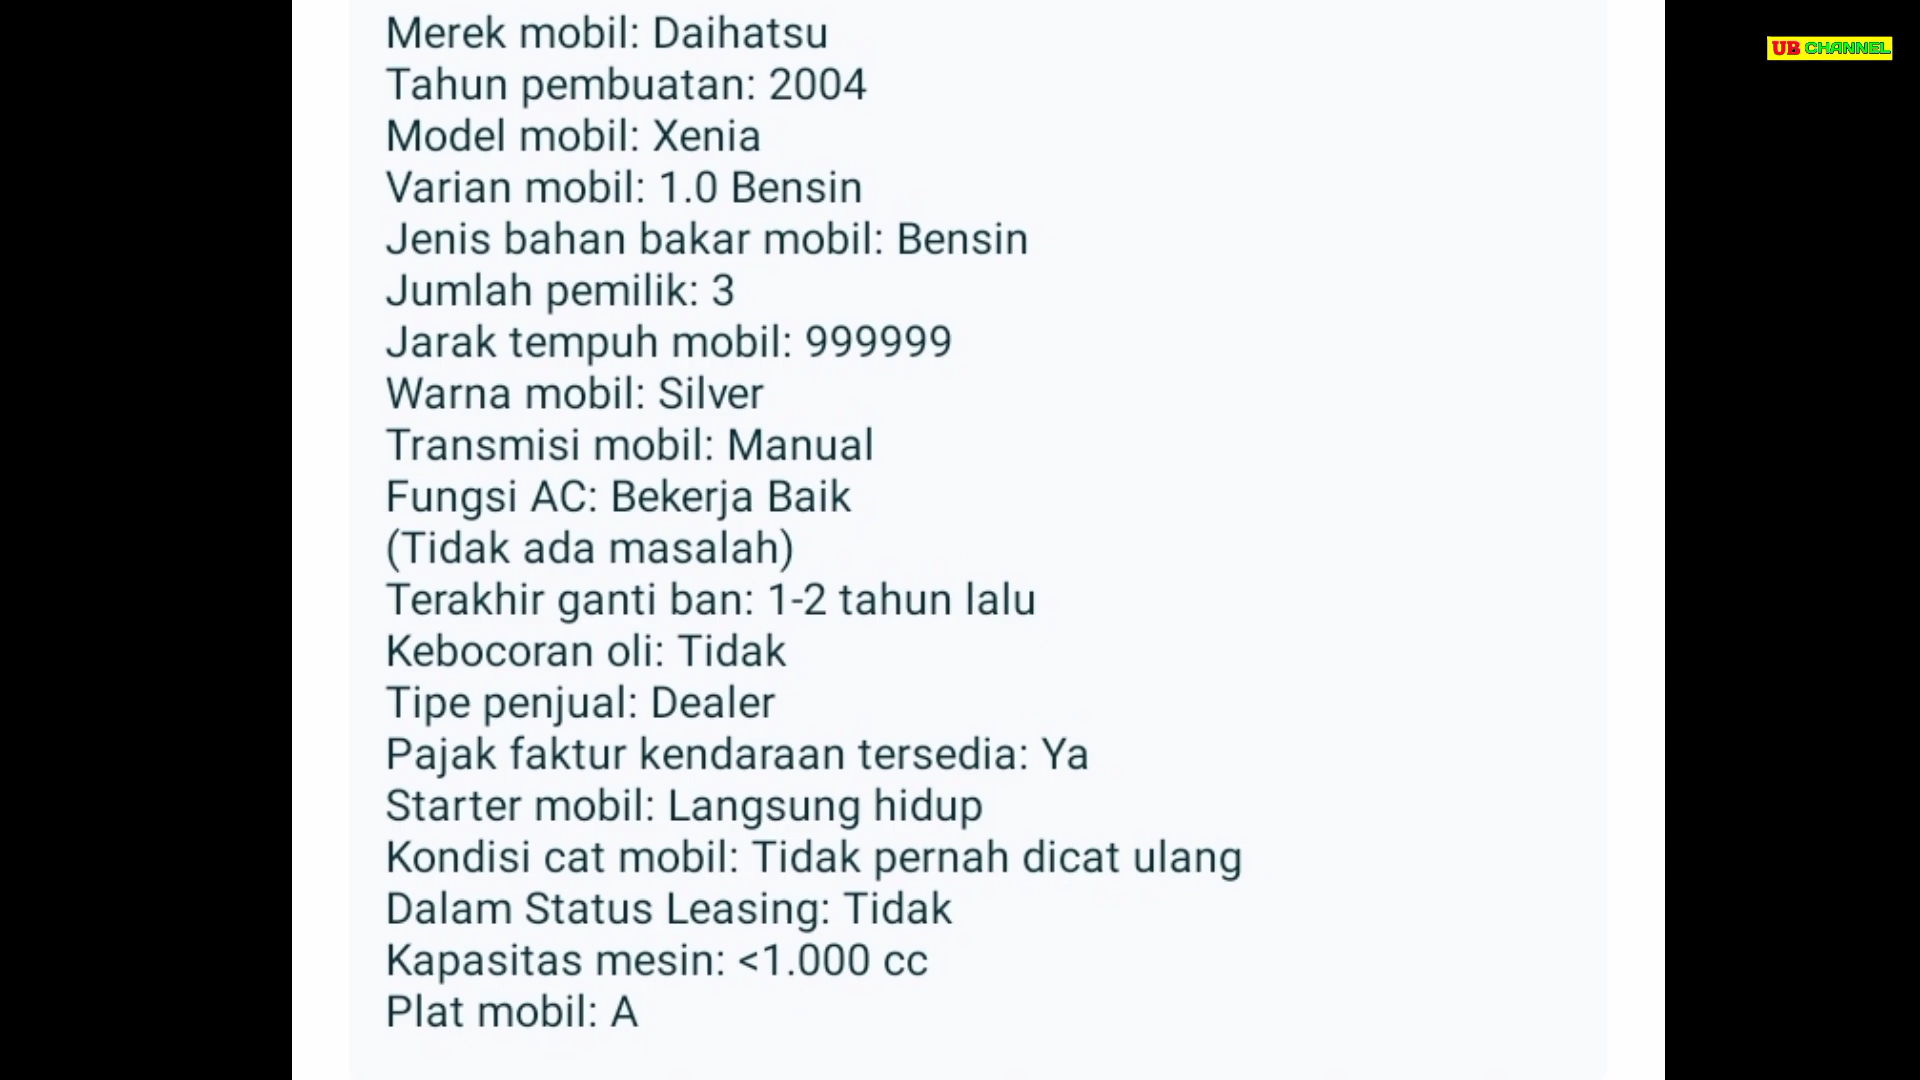 Merek mobil: Daihatsu
Tahun pembuatan: 2004
Model mobil: Xenia
Varian mobil: 1.0 Bensin
Jenis bahan bakar mobil: Bensin
Jumlah pemilik: 3
Jarak tempuh mobil: 999999
Warna mobil: Silver
Transmisi mobil: Manual
Fungsi AC: Bekerja Baik
(Tidak ada masalah)
Terakhir ganti ban: 1-2 tahun lalu
Kebocoran oli: Tidak
Tipe penjual: Dealer
Pajak faktur kendaraan tersedia: Ya
Starter mobil: Langsung hidup
Kondisi cat mobil: Tidak pernah dicat ulang
Dalam Status Leasing: Tidak
Kapasitas mesin: <1.000 cc
Plat mobil: A
UB CHANNEL